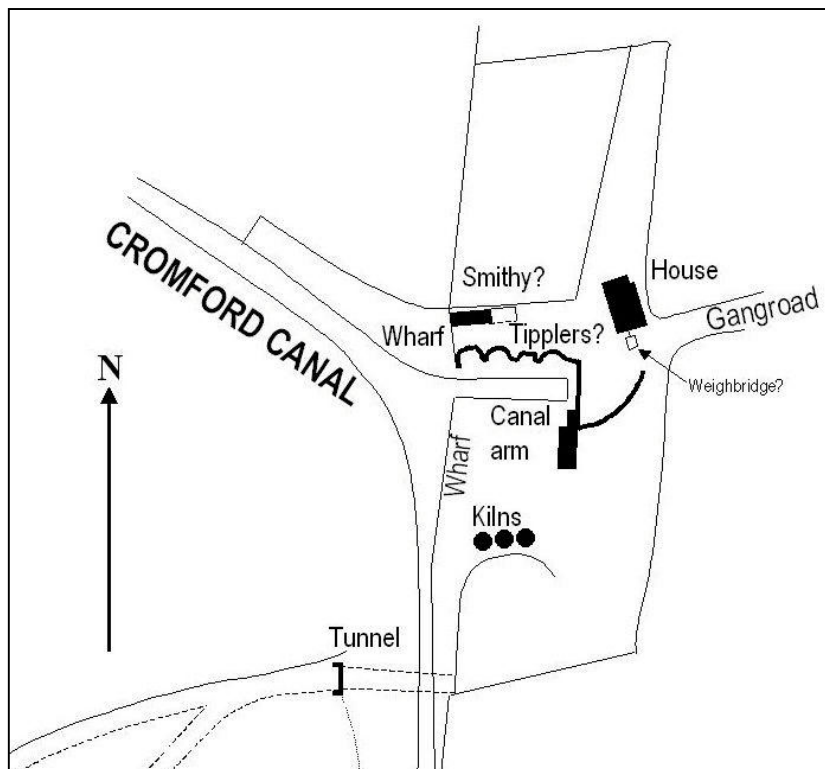 Smithy?
House
CROMFORD CANAL
Wharf
Tipplers?
Gangroad
N
Weighbridge?
Canal
arm
Wharf
Kilns
Tunnel